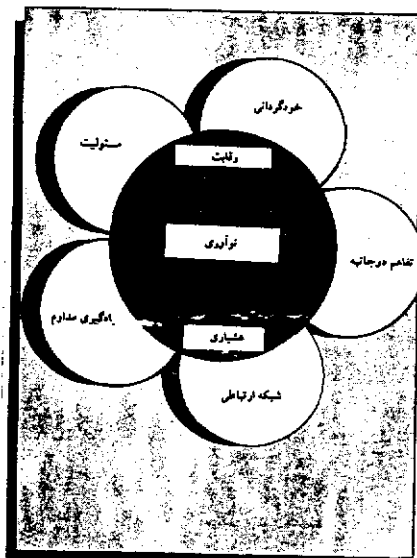 خودگردانی
مسئولیت
رقابت
نوآوری
تفاهم دوجانبه
یادگیری مداوم
هشیاری
شبکه ارتباطی